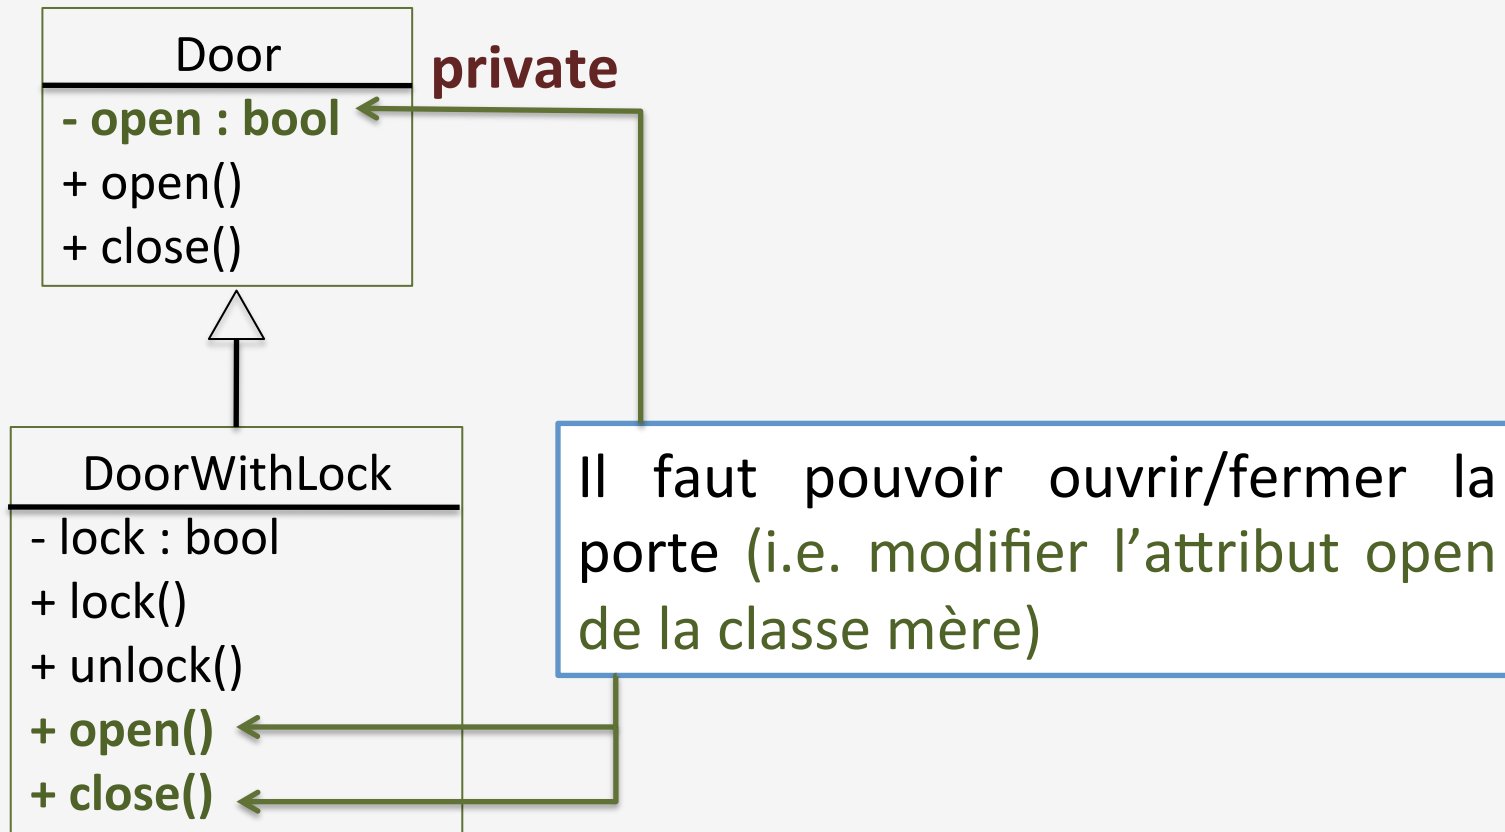 Door
private
- open : bool
+ open()
+ close()
DoorWithLock
- lock : bool
+ lock()
+ unlock()
+ open()
+ close()
Il faut pouvoir ouvrir/fermer la
porte (i.e. modifier l’attribut open
de la classe mère)